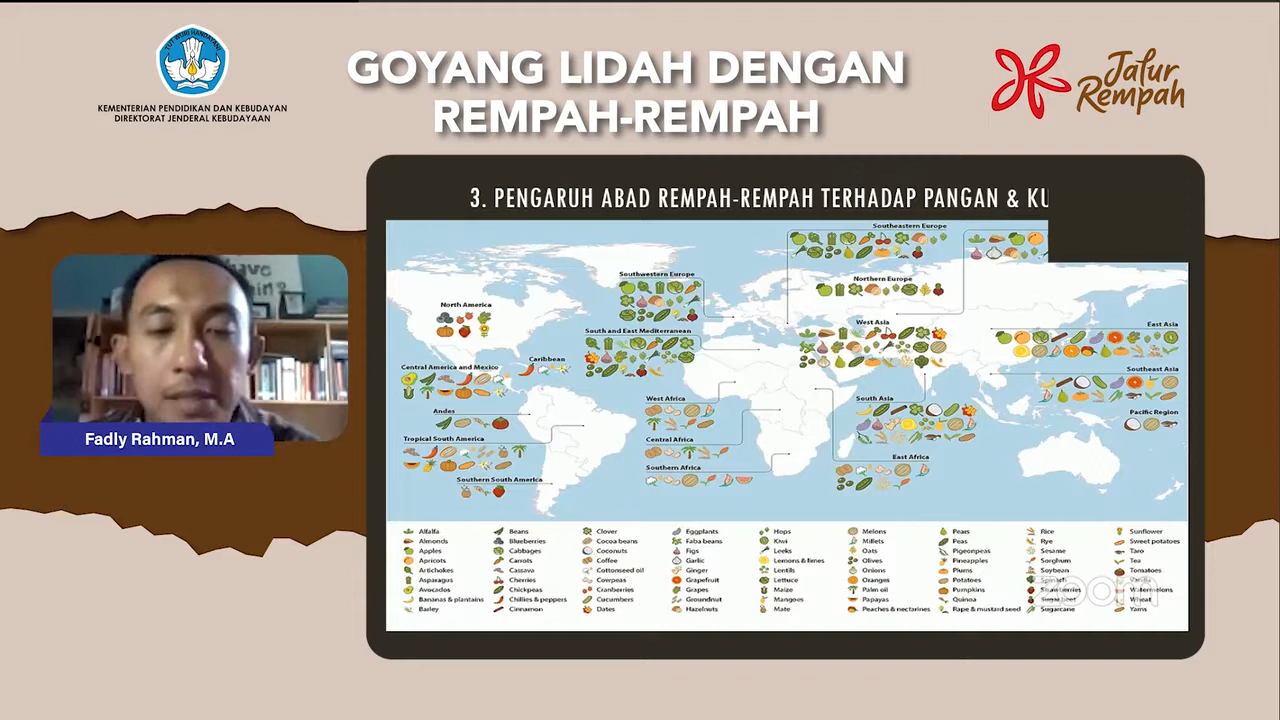 TUT WURI HANDAYANI
KEMENTERIAN PENDIDIKAN DAN KEBUDAYAAN
DIREKTORAT JENDERAL KEBUDAYAAN
GOYANG LIDAH DENGAN
REMPAH-REMPAH
Jalur
Rempah
3. PENGARUH ABAD REMPAH-REMPAH TERHADAP PANGAN & KU
Southeastern Europe
Southwestern Europe
Northern Europe
North America
West Asia
East Asia
South and East Mediterranean
Caribbean
Central America and Mexico
Southeast Asia
West Africa
South Asia
Andes
Pacific Region
Tropical South America
Central Africa
East Africa
Southern Africa
Southern South America
Fadly Rahman, M.A
Alfalfa
Almonds
Apples
Apricots
Artichokes
Asparagus
Avocados
Bananas & plantains
Barley
Beans
Blueberries
Cabbages
Carrots
Cassava
Cherries
Chickpeas
Chillies & peppers
Cinnamon
Clover
Cocoa beans
Coconuts
Coffee
Cottonseed oil
Cowpeas
Cranberries
Cucumbers
Dates
Eggplants
Faba beans
Figs
Garlic
Ginger
Grapefruit
Grapes
Groundnut
Hazelnuts
Hops
Kiwi
Leeks
Lemons & limes
Lentils
Lettuce
Maize
Mangoes
Mate
Melons
Millets
Oats
Olives
Onions
Oranges
Palm oil
Papayas
Peaches & nectarines
Pears
Peas
Pigeonpeas
Pineapples
Plums
Potatoes
Pumpkins
Quinoa
Rape & mustard seed
Rice
Rye
Sesame
Sorghum
Soybean
Spinach
Strawberries
Sugar beet
Sugarcane
Sunflower
Sweet potatoes
Taro
Tea
Tomatoes
Vanilla
Watermelons
Wheat
Yams
zoom